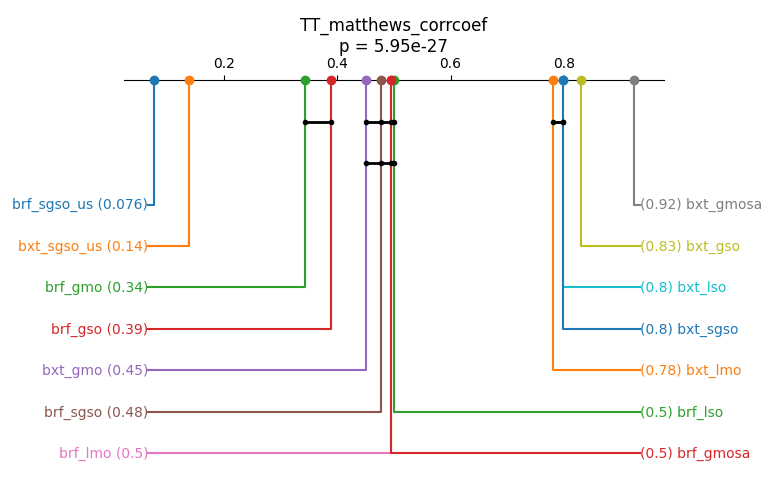 TT_matthews_corrcoef
p = 5.95e-27
0.2 0.4 0.6 0.8
brf_sgso_us (0.076) (0.92) bxt_gmosa
bxt_sgso_us (0.14) (0.83) bxt_gso
brf_gmo (0.34) (0.8) bxt_lso
brf_gso (0.39) (0.8) bxt_sgso
bxt_gmo (0.45) (0.78) bxt_lmo
brf_sgso (0.48) (0.5) brf_lso
brf_lmo (0.5) (0.5) brf_gmosa